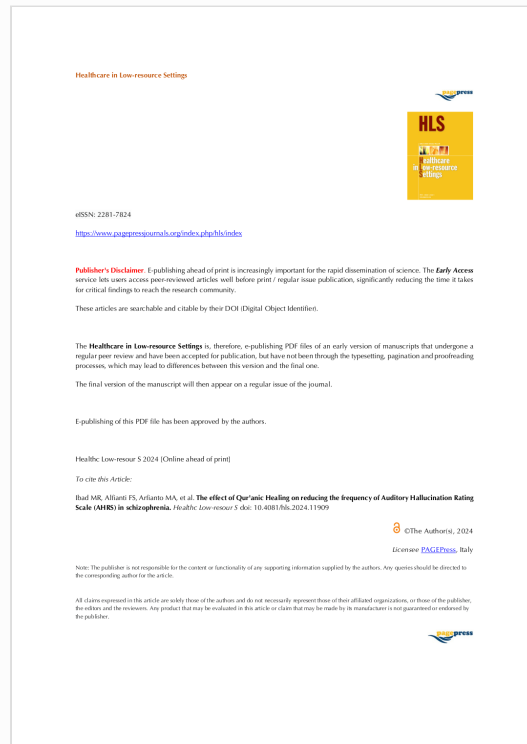 Healthcare in Low-resource Settings
pagepress
HLS
Healthcare
in Low-resource
Settings
eISSN: 2281-7824
https://www.pagepressjournals.org/index.php/hls/index
Publisher's Disclaimer. E-publishing ahead of print is increasingly important for the rapid dissemination of science. The Early Access
service lets users access peer-reviewed articles well before print / regular issue publication, significantly reducing the time it takes
for critical findings to reach the research community.
These articles are searchable and citable by their DOI (Digital Object Identifier).
The Healthcare in Low-resource Settings is, therefore, e-publishing PDF files of an early version of manuscripts that undergone a
regular peer review and have been accepted for publication, but have not been through the typesetting, pagination and proofreading
processes, which may lead to differences between this version and the final one.
The final version of the manuscript will then appear on a regular issue of the journal.
E-publishing of this PDF file has been approved by the authors.
Healthc Low-resour S 2024 [Online ahead of print]
To cite this Article:
Ibad MR, Alfianti FS, Arfianto MA, et al. The effect of Qur'anic Healing on reducing the frequency of Auditory Hallucination Rating
Scale (AHRS) in schizophrenia. Healthc Low-resour S doi: 10.4081/hls.2024.11909
©The Author(s), 2024
Licensee PAGEPress, Italy
Note: The publisher is not responsible for the content or functionality of any supporting information supplied by the authors. Any queries should be directed to
the corresponding author for the article.
All claims expressed in this article are solely those of the authors and do not necessarily represent those of their affiliated organizations, or those of the publisher,
the editors and the reviewers. Any product that may be evaluated in this article or claim that may be made by its manufacturer is not guaranteed or endorsed by
the publisher.
pagepress